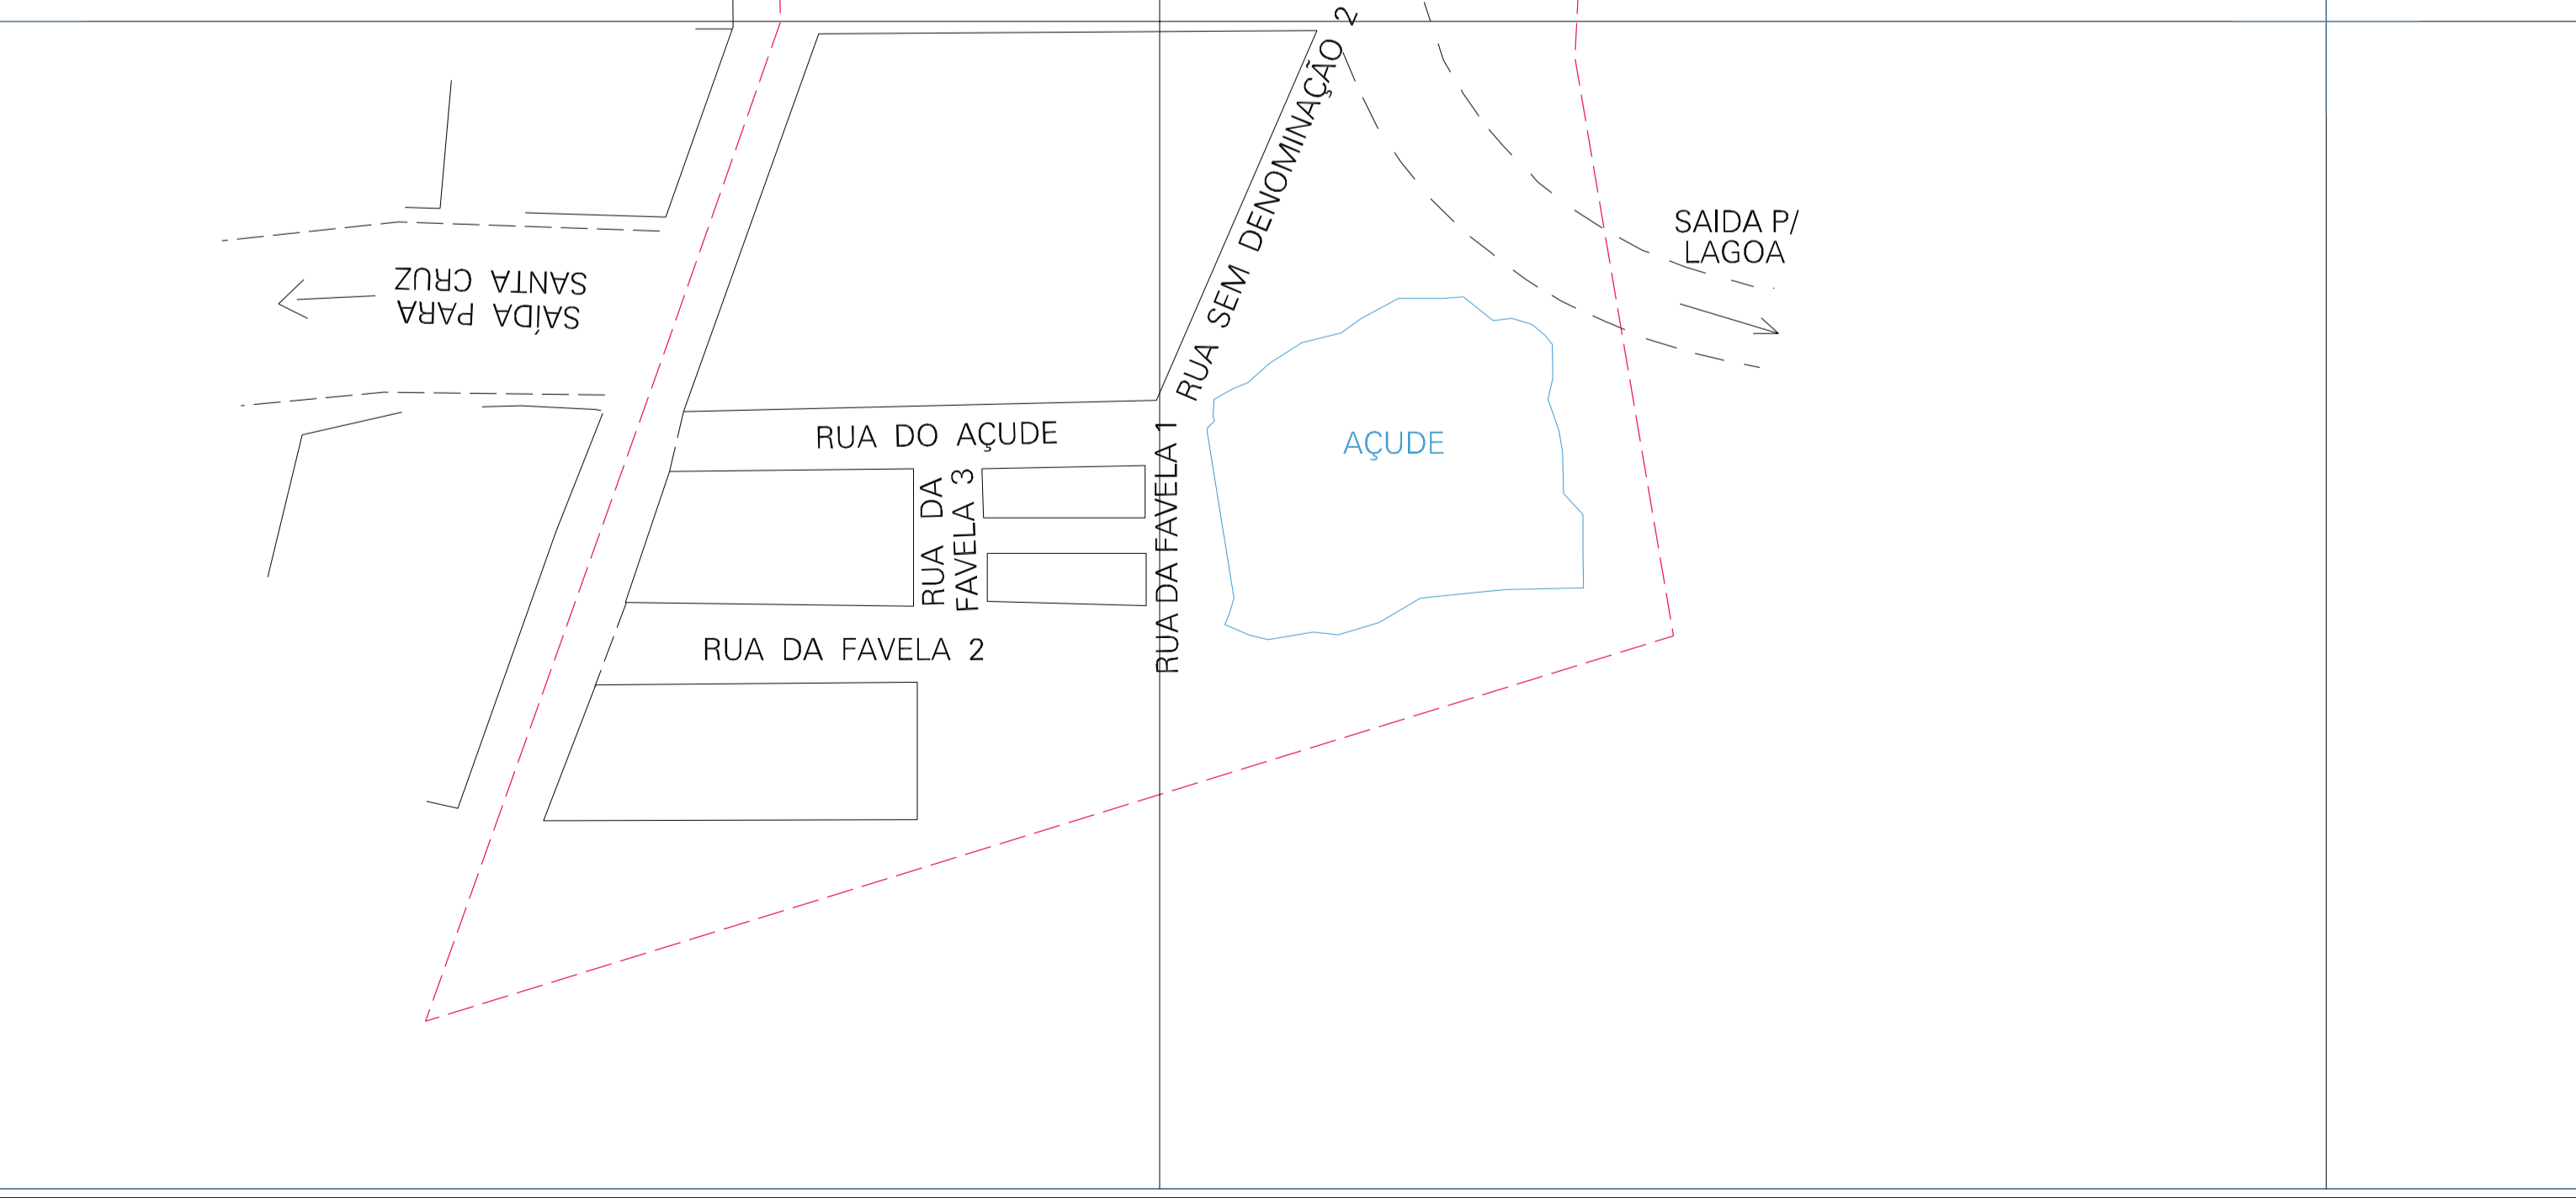 RUA SEM DENOMINAÇÃO 2
SAIDA P/
LAGOA
SAÍDA PARA
SANTA CRUZ
RUA DO AÇUDE
AÇUDE
RUA DA
FAVELA 3
RUA DA FAVELA 1
RUA DA FAVELA 2